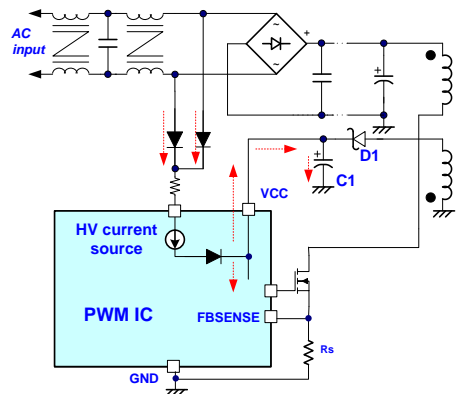 AC
input
~
+
~
+
D1
+
C1
VCC
HV current
source
PWM IC
FBSENSE
Rs
GND